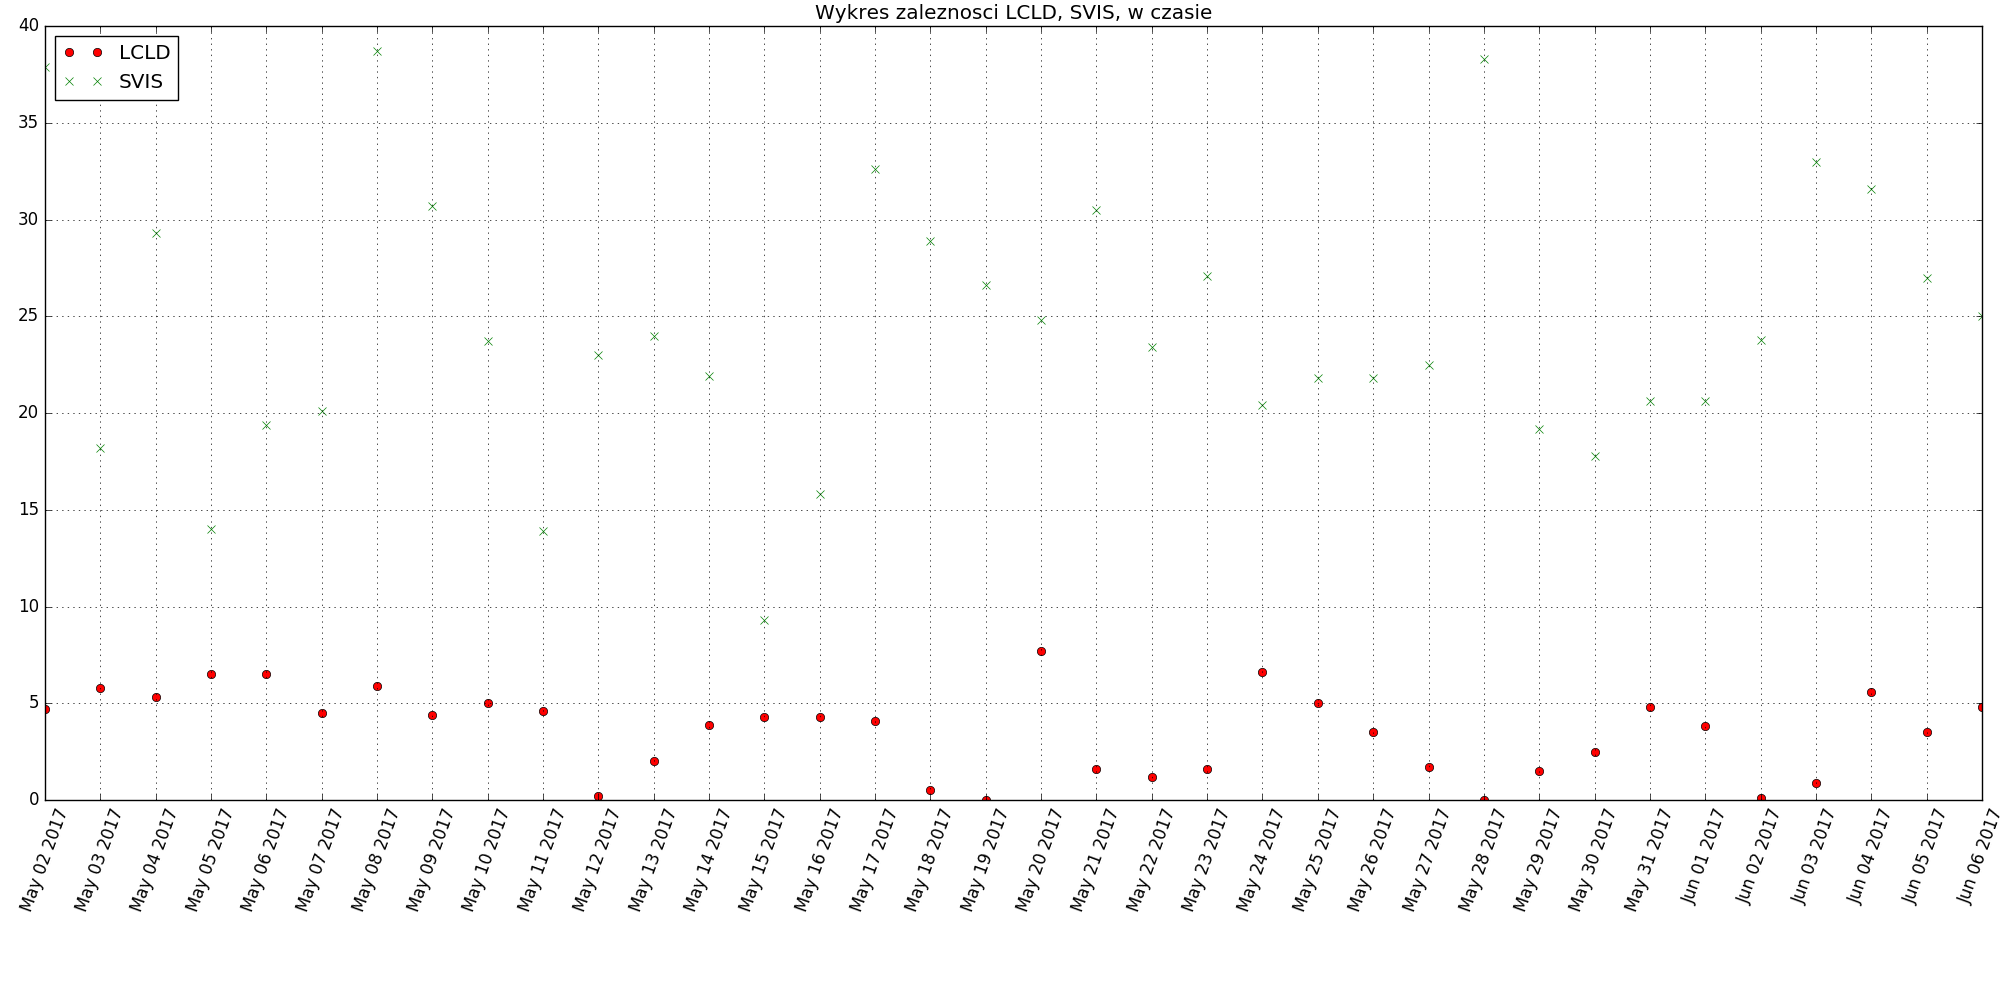 Wykres zaleznosci LCLD, SVIS, w czasie
LCLD
SVIS
40
35
30
25
20
15
10
5
0
May 02 2017
May 03 2017
May 04 2017
May 05 2017
May 06 2017
May 07 2017
May 08 2017
May 09 2017
May 10 2017
May 11 2017
May 12 2017
May 13 2017
May 14 2017
May 15 2017
May 16 2017
May 17 2017
May 18 2017
May 19 2017
May 20 2017
May 21 2017
May 22 2017
May 23 2017
May 24 2017
May 25 2017
May 26 2017
May 27 2017
May 28 2017
May 29 2017
May 30 2017
May 31 2017
Jun 01 2017
Jun 02 2017
Jun 03 2017
Jun 04 2017
Jun 05 2017
Jun 06 2017